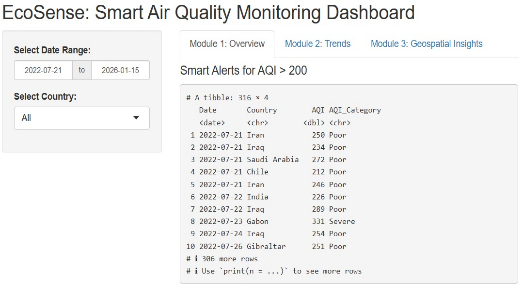 EcoSense: Smart Air Quality Monitoring Dashboard
Select Date Range:
2022-07-21 to 2026-01-15
Select Country:
All
Module 1: Overview Module 2: Trends Module 3: Geospatial Insights
Smart Alerts for AQI > 200
# A tibble: 316 × 4
Date Country AQI AQI_Category
<date> <chr> <dbl> <chr>
1 2022-07-21 Iran 250 Poor
2 2022-07-21 Iraq 234 Poor
3 2022-07-21 Saudi Arabia 272 Poor
4 2022-07-21 Chile 212 Poor
5 2022-07-21 Iran 246 Poor
6 2022-07-22 India 226 Poor
7 2022-07-22 Iraq 289 Poor
8 2022-07-23 Gabon 331 Severe
9 2022-07-24 Iraq 254 Poor
10 2022-07-26 Gibraltar 251 Poor
# ℹ 306 more rows
# ℹ Use `print(n = ...)` to see more rows